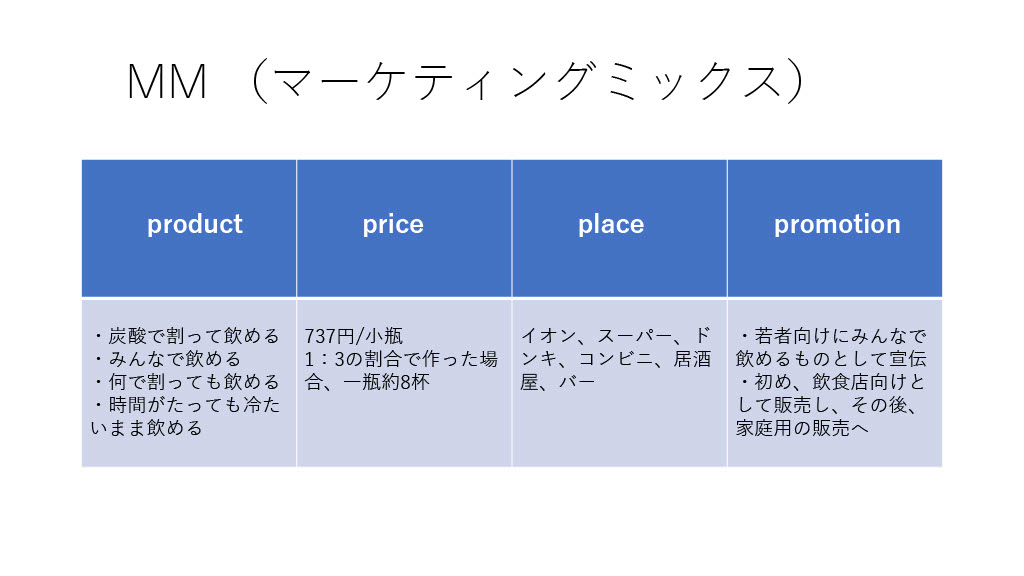 MM （マーケティングミックス）
product
price
place
promotion
・炭酸で割って飲める
・みんなで飲める
・何で割っても飲める
・時間がたっても冷た
いまま飲める
737円/小瓶
1：3の割合で作った場
合、一瓶約8杯
イオン、スーパー、ド
ンキ、コンビニ、居酒
屋、バー
・若者向けにみんなで
飲めるものとして宣伝
・初め、飲食店向けと
して販売し、その後、
家庭用の販売へ